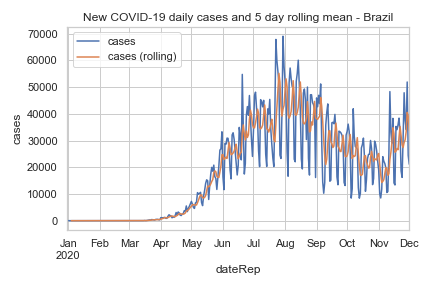 New COVID-19 daily cases and 5 day rolling mean - Brazil
cases
cases (rolling)
70000
60000
50000
40000
30000
20000
10000
0
cases
Jan Feb Mar Apr May Jun Jul Aug Sep Oct Nov Dec
2020
dateRep